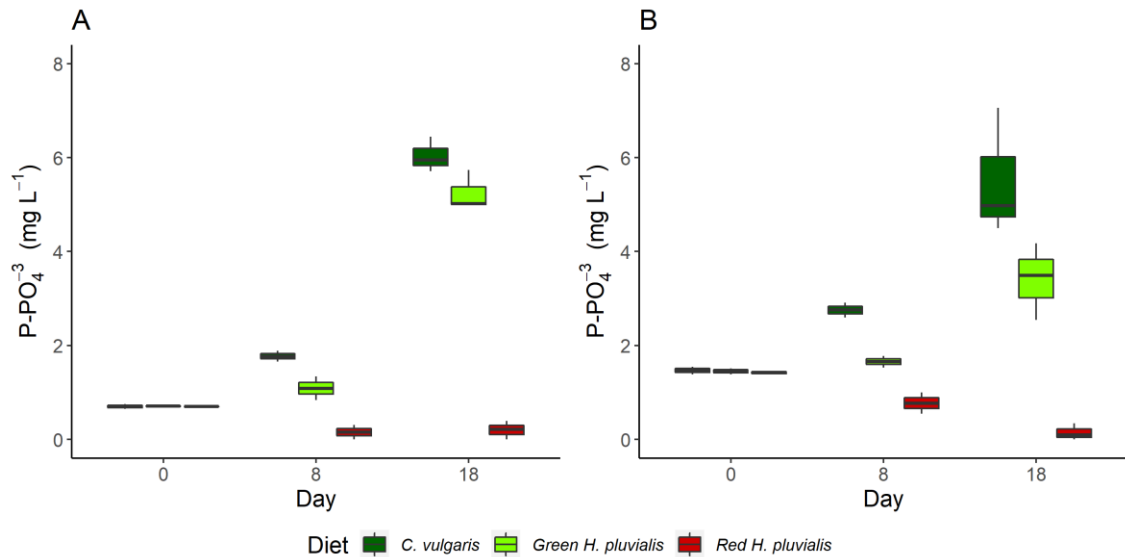 A
P-PO₄⁻³ (mg L⁻¹)
8
6
4
2
0
0 8 18
Day
B
P-PO₄⁻³ (mg L⁻¹)
8
6
4
2
0
0 8 18
Day
Diet C. vulgaris Green H. pluvialis Red H. pluvialis